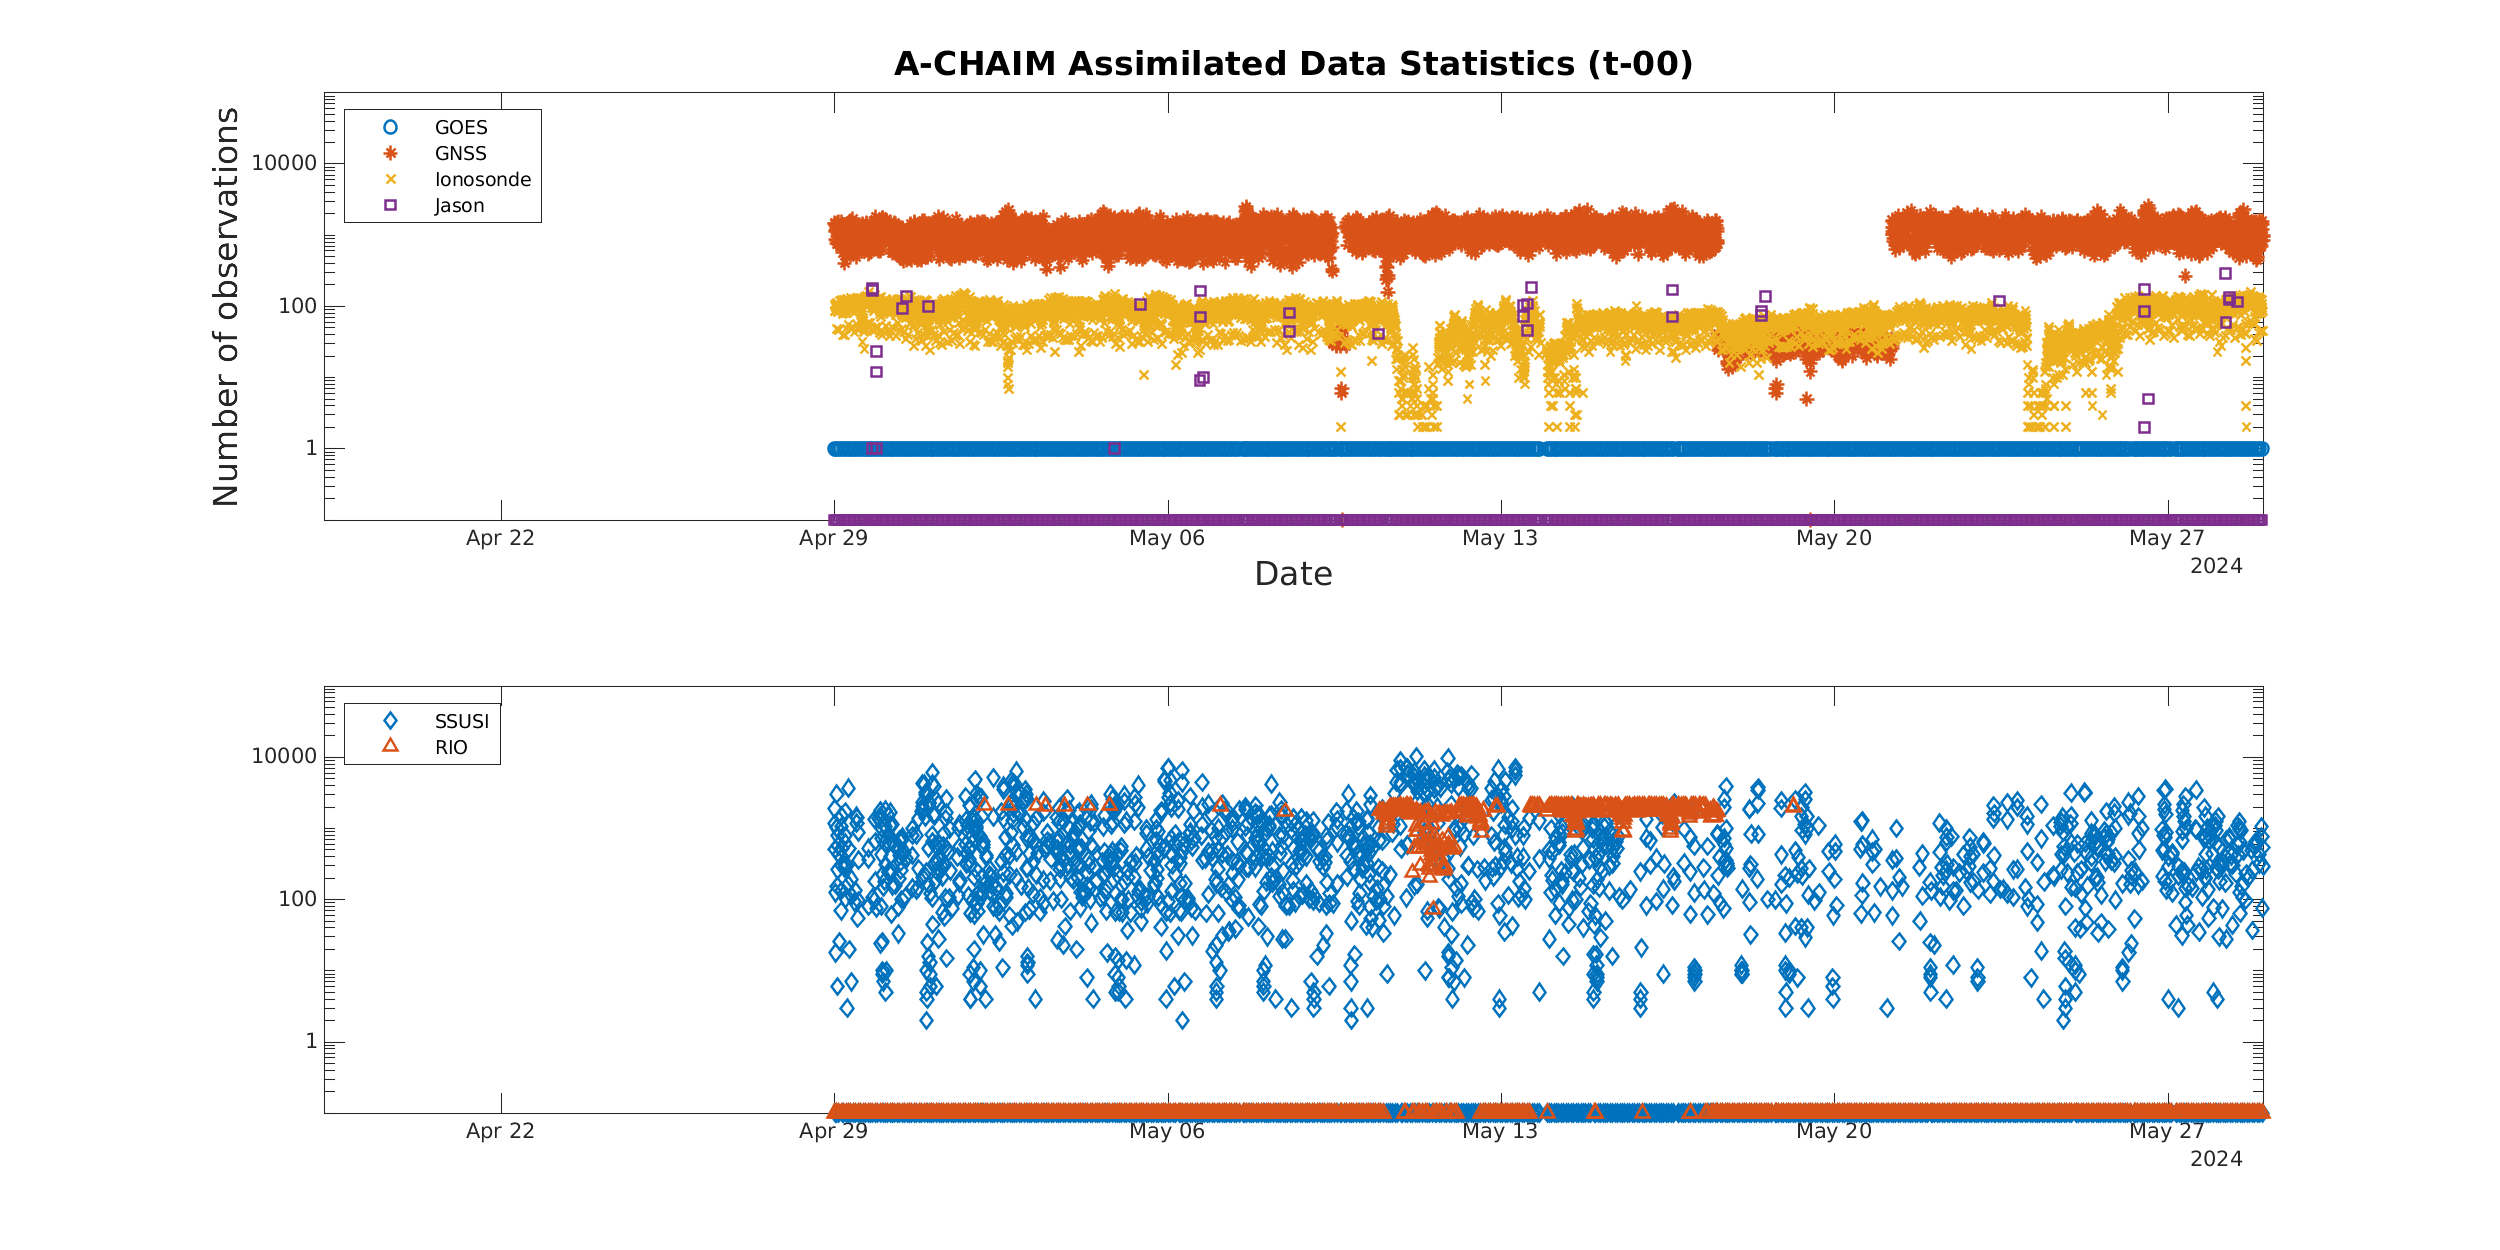 A-CHAIM Assimilated Data Statistics (t-00)
Number of observations
10000
100
1
GOES
GNSS
Ionosonde
Jason
Apr 22
Apr 29
May 06
May 13
May 20
May 27
2024
Date
10000
100
1
SSUSI
RIO
Apr 22
Apr 29
May 06
May 13
May 20
May 27
2024